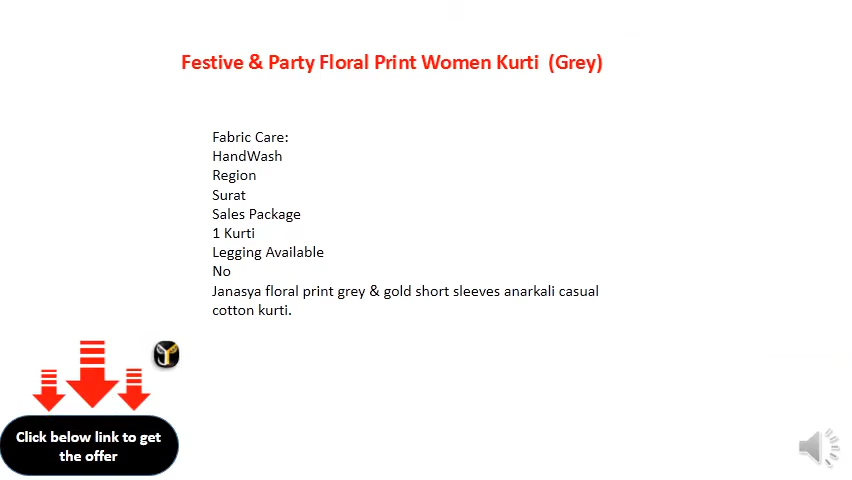 Festive & Party Floral Print Women Kurti (Grey)
Fabric Care:
HandWash
Region
Surat
Sales Package
1 Kurti
Legging Available
No
Janasya floral print grey & gold short sleeves anarkali casual
cotton kurti.
Click below link to get
the offer